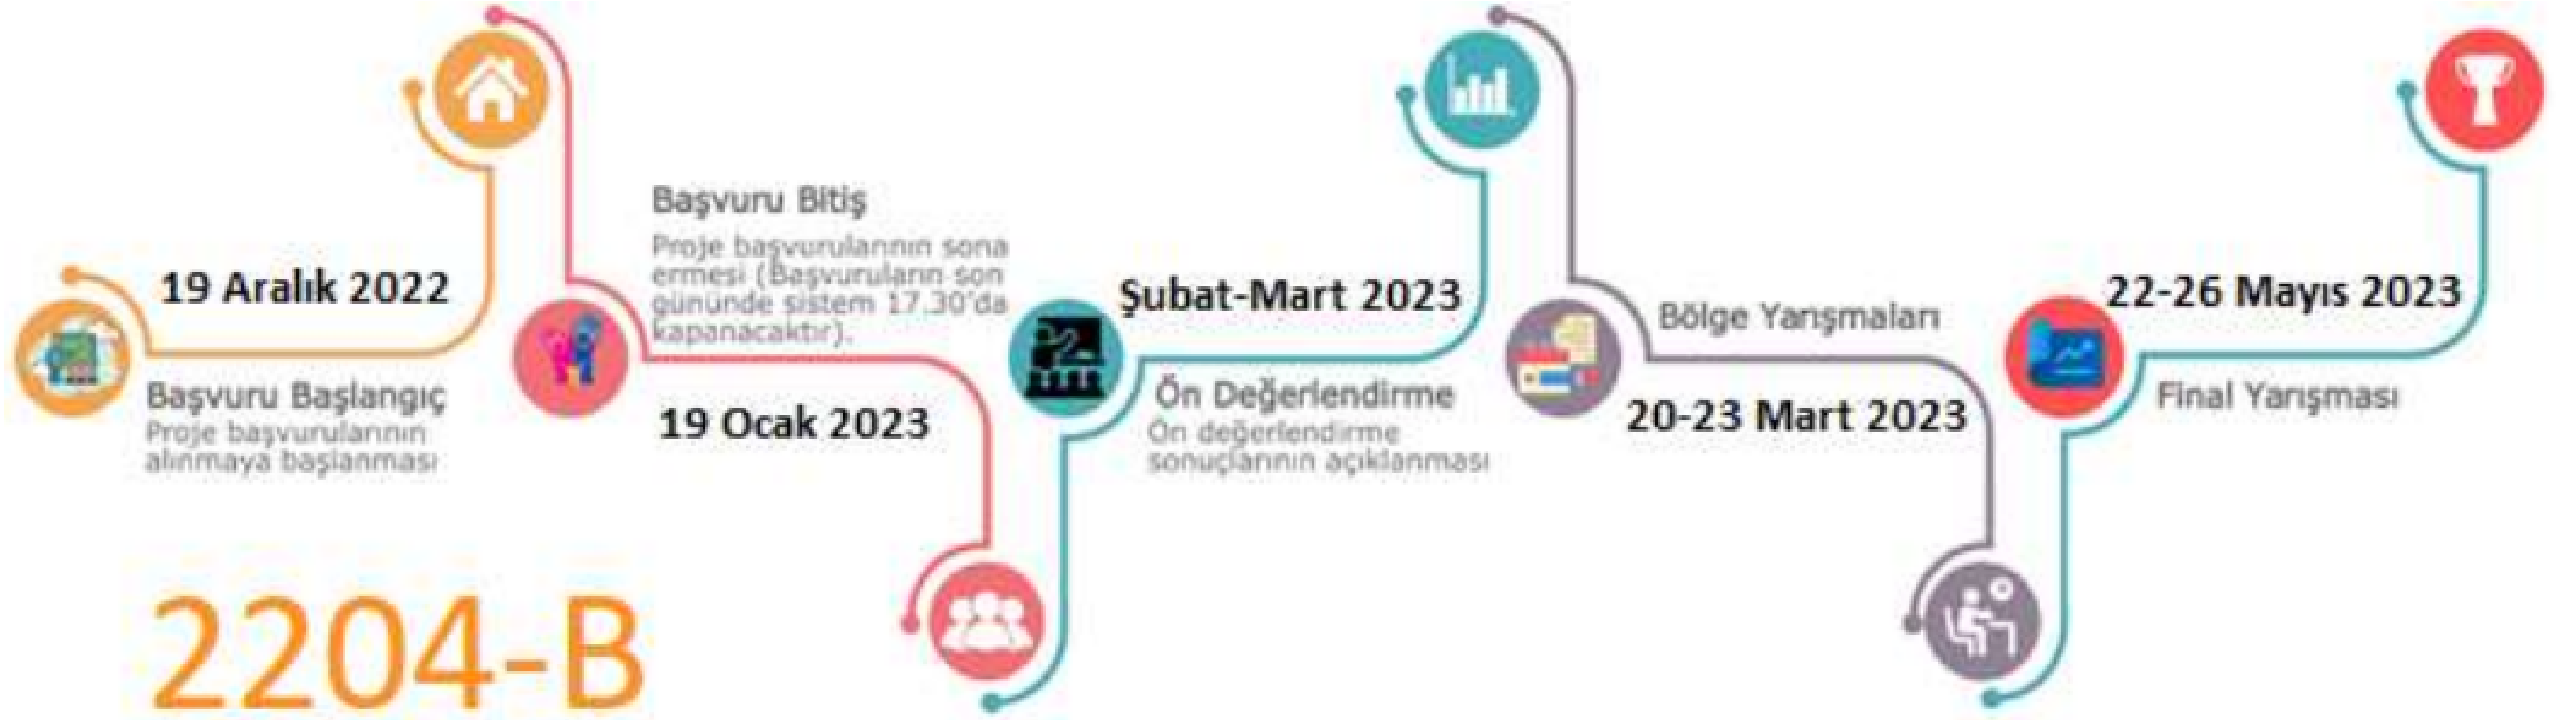 19 Aralık 2022
Başvuru Başlangıç
Proje başvurularının
alınmaya başlanması
Başvuru Bitiş
Proje başvurularının sona
ermesi (Başvuruların son
gününde sistem 17.30'da
kapanacaktır).
19 Ocak 2023
Şubat-Mart 2023
Ön Değerlendirme
Ön değerlendirme
sonuçlarının açıklanması
Bölge Yarışmaları
20-23 Mart 2023
22-26 Mayıs 2023
Final Yarışması
2204-B